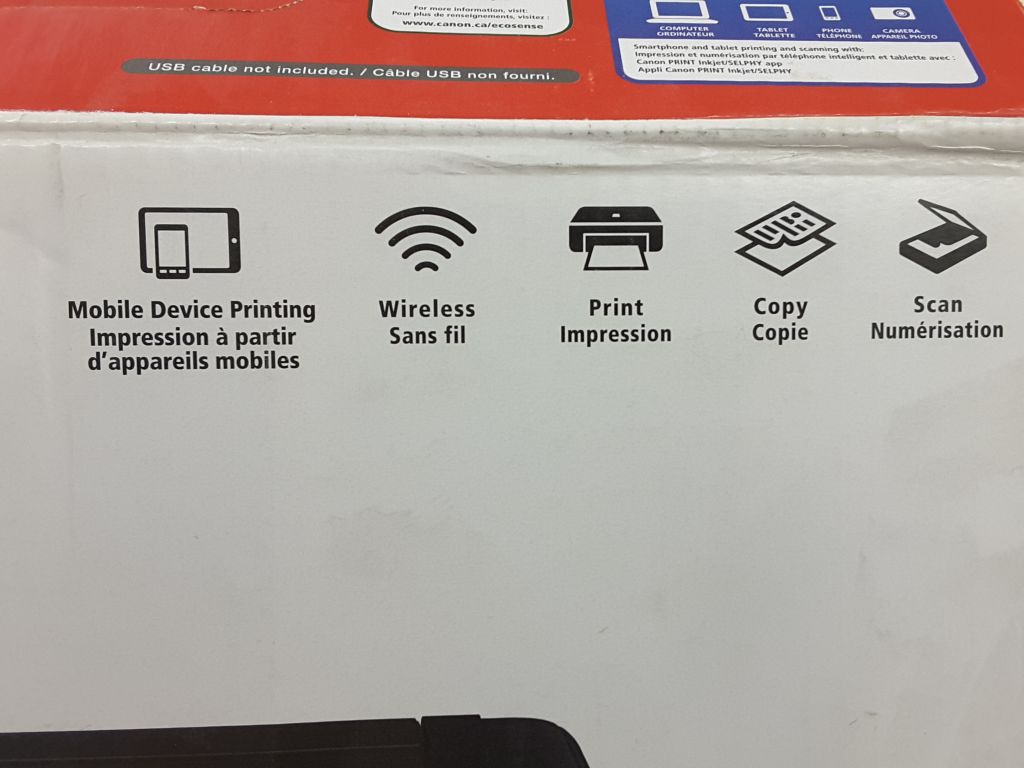 For more information, visit:
Pour plus de renseignements, visitez :
www.canon.ca/ecosense
COMPUTER
ORDINATEUR
TABLET
TABLETTE
PHONE
TÉLÉPHONE
CAMERA
APPAREIL PHOTO
Smartphone and tablet printing and scanning with:
Impression et numérisation par téléphone intelligent et tablette avec :
Canon PRINT Inkjet/SELPHY app
Appli Canon PRINT Inkjet/SELPHY
USB cable not included. / Câble USB non fourni.
Mobile Device Printing
Impression à partir
d'appareils mobiles
Wireless
Sans fil
Print
Impression
Copy
Copie
Scan
Numérisation